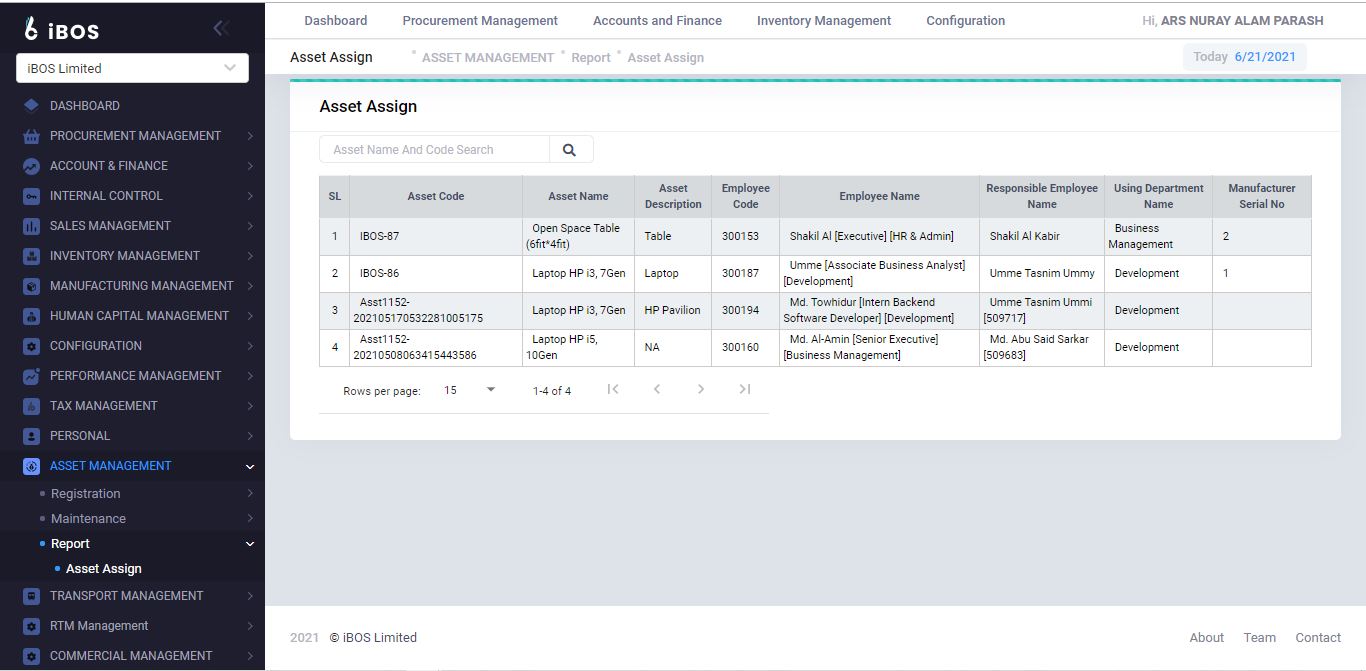 iBOS
iBOS Limited
DASHBOARD
PROCUREMENT MANAGEMENT
ACCOUNT & FINANCE
INTERNAL CONTROL
SALES MANAGEMENT
INVENTORY MANAGEMENT
MANUFACTURING MANAGEMENT
HUMAN CAPITAL MANAGEMENT
CONFIGURATION
PERFORMANCE MANAGEMENT
TAX MANAGEMENT
PERSONAL
ASSET MANAGEMENT
Registration
Maintenance
Report
Asset Assign
TRANSPORT MANAGEMENT
RTM Management
COMMERCIAL MANAGEMENT
Dashboard Procurement Management Accounts and Finance Inventory Management Configuration Hi, ARS NURAY ALAM PARASH
Asset Assign ASSET MANAGEMENT Report Asset Assign Today 6/21/2021
Asset Assign
Asset Name And Code Search
SL Asset Code Asset Name Asset Description Employee Code Employee Name Responsible Employee Name Using Department Name Manufacturer Serial No
1 IBOS-87 Open Space Table (6fit*4fit) Table 300153 Shakil Al [Executive] [HR & Admin] Shakil Al Kabir Business Management 2
2 IBOS-86 Laptop HP i3, 7Gen Laptop 300187 Umme [Associate Business Analyst] [Development] Umme Tasnim Ummy Development 1
3 Asst1152-202105170532281005175 Laptop HP i3, 7Gen HP Pavilion 300194 Md. Towhidur [Intern Backend Software Developer] [Development] Umme Tasnim Ummi [509717] Development
4 Asst1152-20210508063415443586 Laptop HP i5, 10Gen NA 300160 Md. Al-Amin [Senior Executive] [Business Management] Md. Abu Said Sarkar [509683] Development
Rows per page: 15 1-4 of 4
2021 © iBOS Limited About Team Contact